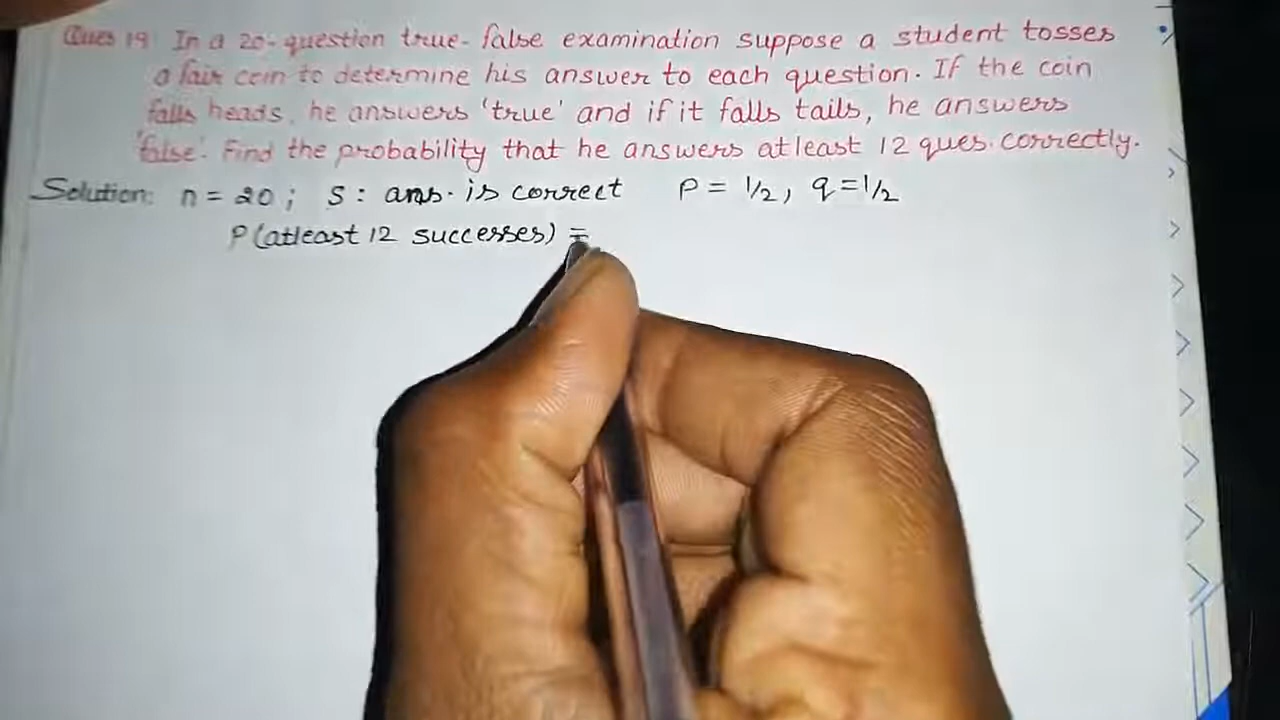 Ques 19 In a 20-question true-false examination suppose a student tosses
a fair coin to determine his answer to each question. If the coin
falls heads, he answers 'true' and if it falls tails, he answers
'false'. Find the probability that he answers atleast 12 ques. correctly.
Solution: n = 20 ; S : ans. is correct P = 1/2, q = 1/2
P(atleast 12 successes) =